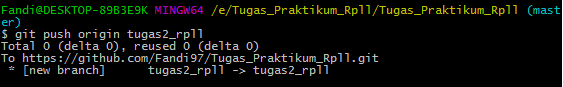 Fandi@DESKTOP-89B3E9K MINGW64 /e/Tugas_Praktikum_Rpll/Tugas_Praktikum_Rpll (mast
er)
$ git push origin tugas2_rpll
Total 0 (delta 0), reused 0 (delta 0)
To https://github.com/Fandi97/Tugas_Praktikum_Rpll.git
 * [new branch]      tugas2_rpll -> tugas2_rpll